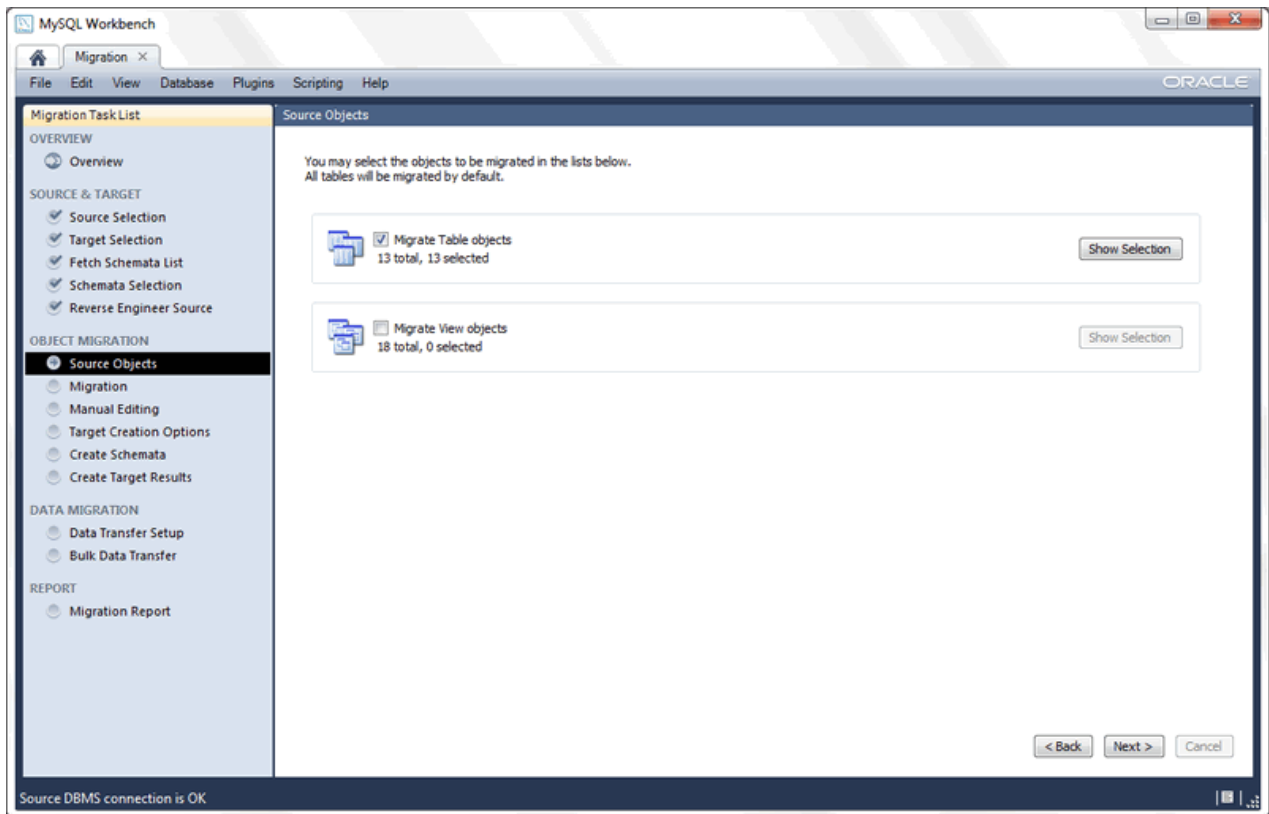 MySQL Workbench
Migration
File Edit View Database Plugins Scripting Help
ORACLE
Migration Task List
OVERVIEW
Overview
SOURCE & TARGET
Source Selection
Target Selection
Fetch Schemata List
Schemata Selection
Reverse Engineer Source
OBJECT MIGRATION
Source Objects
Migration
Manual Editing
Target Creation Options
Create Schemata
Create Target Results
DATA MIGRATION
Data Transfer Setup
Bulk Data Transfer
REPORT
Migration Report
Source Objects
You may select the objects to be migrated in the lists below.
All tables will be migrated by default.
Migrate Table objects
13 total, 13 selected
Show Selection
Migrate View objects
18 total, 0 selected
Show Selection
< Back Next > Cancel
Source DBMS connection is OK